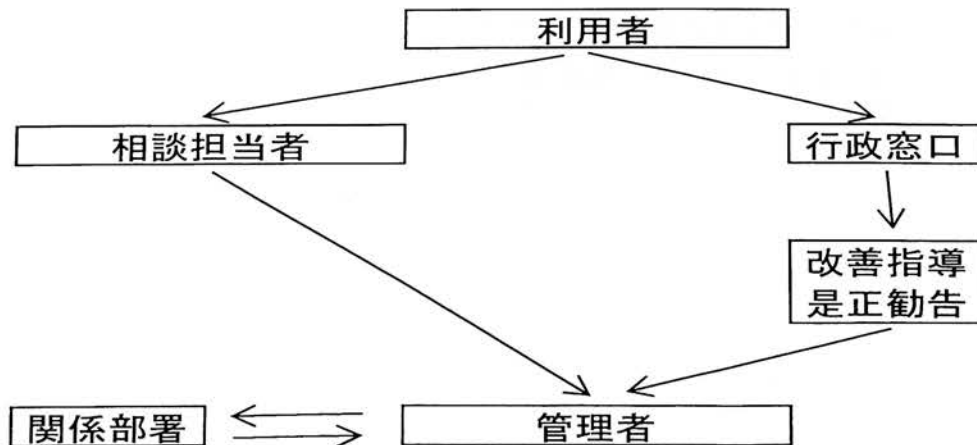 利用者
相談担当者
行政窓口
改善指導
是正勧告
関係部署
管理者